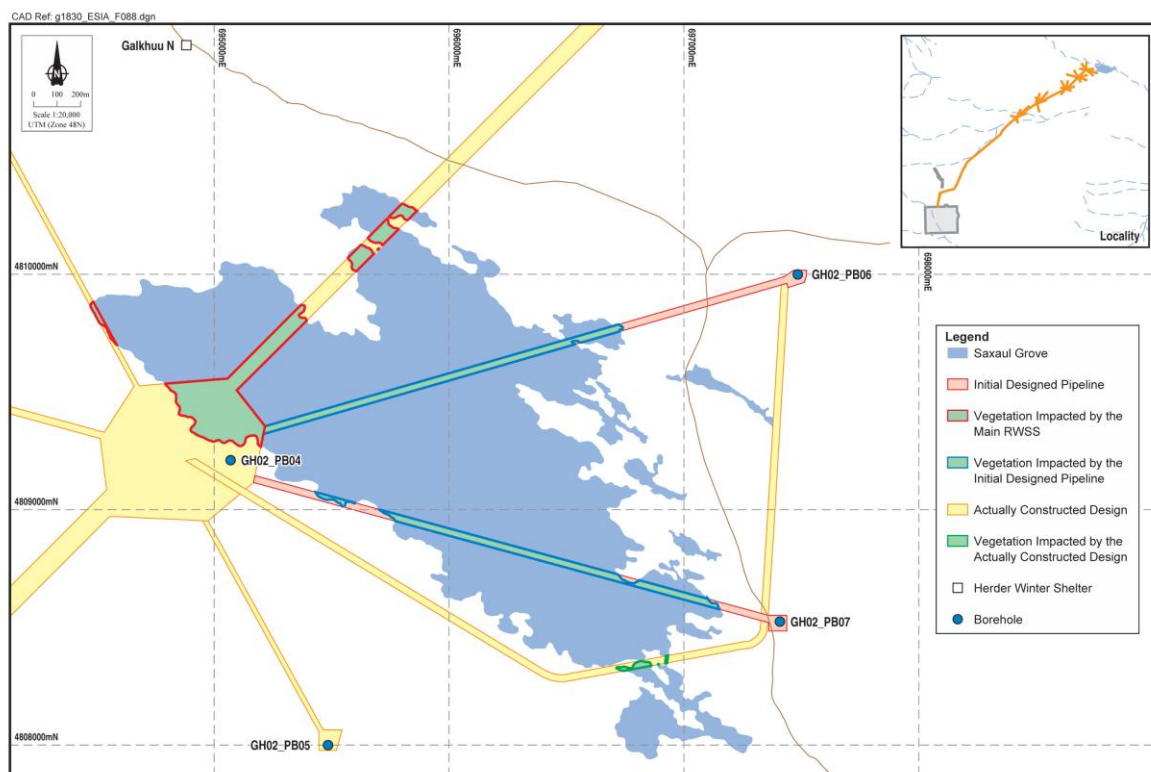 CAD Ref: g1830_ESIA_F088.dgn
Galkhuu N
695000mE
696000mE
697000mE
N
0 100 200m
Scale 1:20,000
UTM (Zone 48N)
Locality
4810000mN
698000mE
GH02_PB06
Legend
Saxaul Grove
Initial Designed Pipeline
Vegetation Impacted by the
Main RWSS
Vegetation Impacted by the
Initial Designed Pipeline
Actually Constructed Design
Vegetation Impacted by the
Actually Constructed Design
Herder Winter Shelter
Borehole
GH02_PB04
4809000mN
GH02_PB07
GH02_PB05
4808000mN